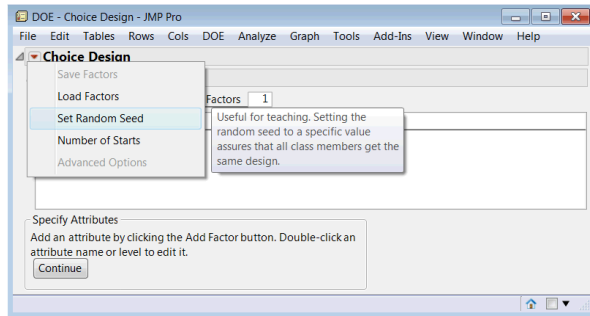 DOE - Choice Design - JMP Pro
File Edit Tables Rows Cols DOE Analyze Graph Tools Add-Ins View Window Help
Choice Design
Save Factors
Load Factors
Factors 1
Set Random Seed
Useful for teaching. Setting the
random seed to a specific value
assures that all class members get the
same design.
Number of Starts
Advanced Options
Specify Attributes
Add an attribute by clicking the Add Factor button. Double-click an
attribute name or level to edit it.
Continue